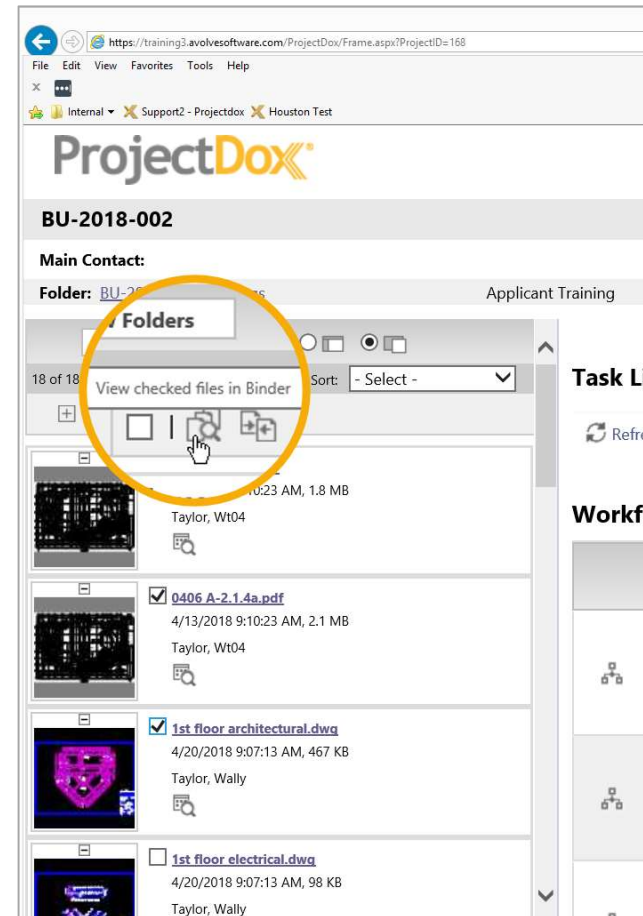 https://training3.avolvesoftware.com/ProjectDox/Frame.aspx?ProjectID=168
File Edit View Favorites Tools Help
x
Internal Support2 - Projectdox Houston Test
ProjectDox
BU-2018-002
Main Contact:
Folder: BU-2 Applicant Training
Folders
18 of 18 Sort: - Select - Task Li
View checked files in Binder
Refre
0:23 AM, 1.8 MB
Taylor, Wt04
Workf
0406 A-2.1.4a.pdf
4/13/2018 9:10:23 AM, 2.1 MB
Taylor, Wt04
1st floor architectural.dwg
4/20/2018 9:07:13 AM, 467 KB
Taylor, Wally
1st floor electrical.dwg
4/20/2018 9:07:13 AM, 98 KB
Taylor, Wally